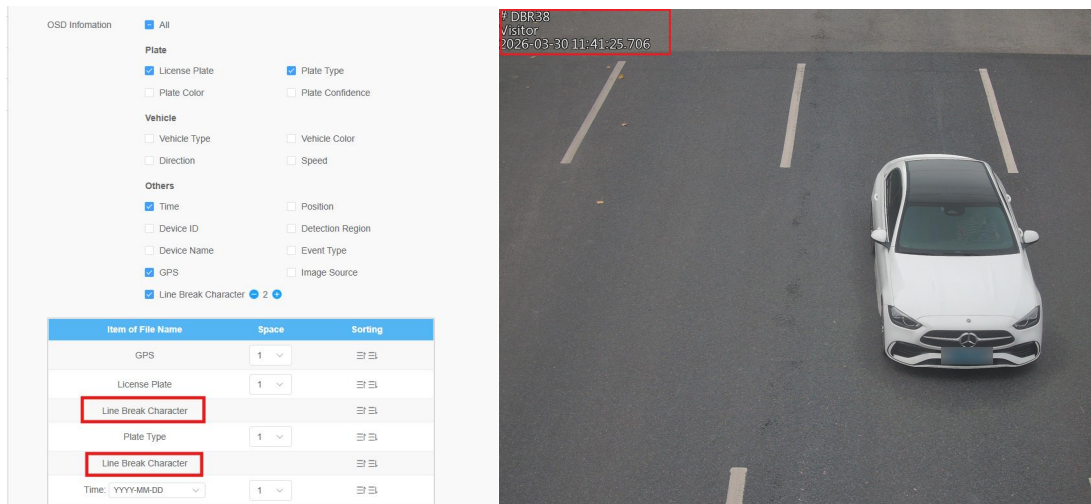 OSD Infomation
All
Plate
License Plate Plate Type
Plate Color Plate Confidence
Vehicle
Vehicle Type Vehicle Color
Direction Speed
Others
Time Position
Device ID Detection Region
Device Name Event Type
GPS Image Source
Line Break Character 2
Item of File Name Space Sorting
GPS 1
License Plate 1
Line Break Character
Plate Type 1
Line Break Character
Time: YYYY-MM-DD 1
# DBR38
Visitor
2026-03-30 11:41:25.706